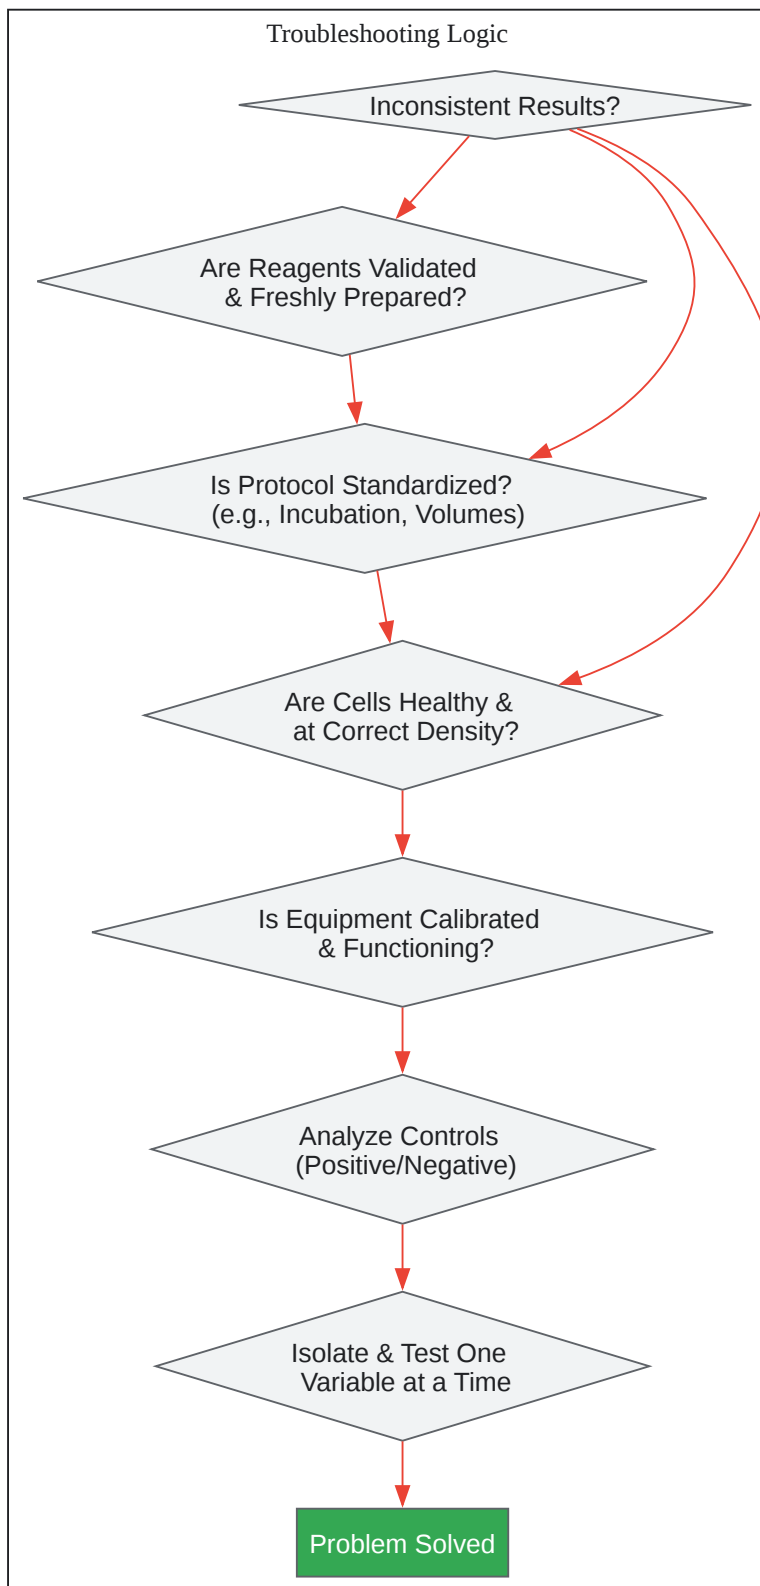 Troubleshooting Logic
Inconsistent Results?
Are Reagents Validated
& Freshly Prepared?
Is Protocol Standardized?
(e.g., Incubation, Volumes)
Are Cells Healthy &
at Correct Density?
Is Equipment Calibrated
& Functioning?
Analyze Controls
(Positive/Negative)
Isolate & Test One
Variable at a Time
Problem Solved